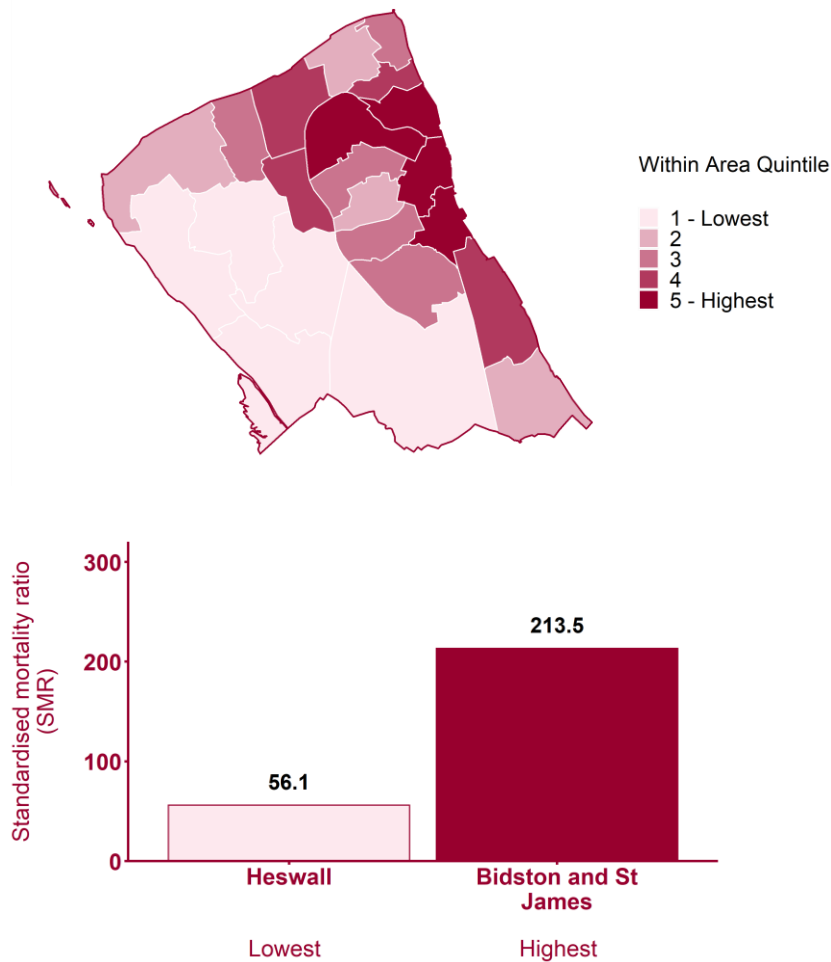 Within Area Quintile
1 - Lowest
2
3
4
5 - Highest
Standardised mortality ratio
(SMR)
300
200
100
0
56.1
213.5
Heswall
Bidston and St
James
Lowest
Highest